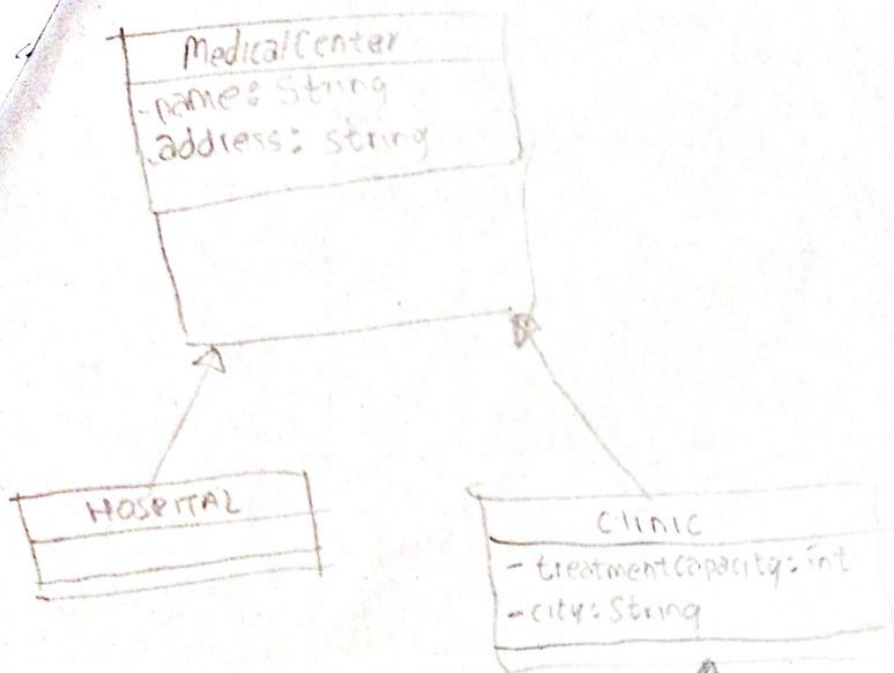 MedicalCenter
-name: String
-address: string
HOSPITAL
Clinic
- treatmentCapacity: int
- city: String